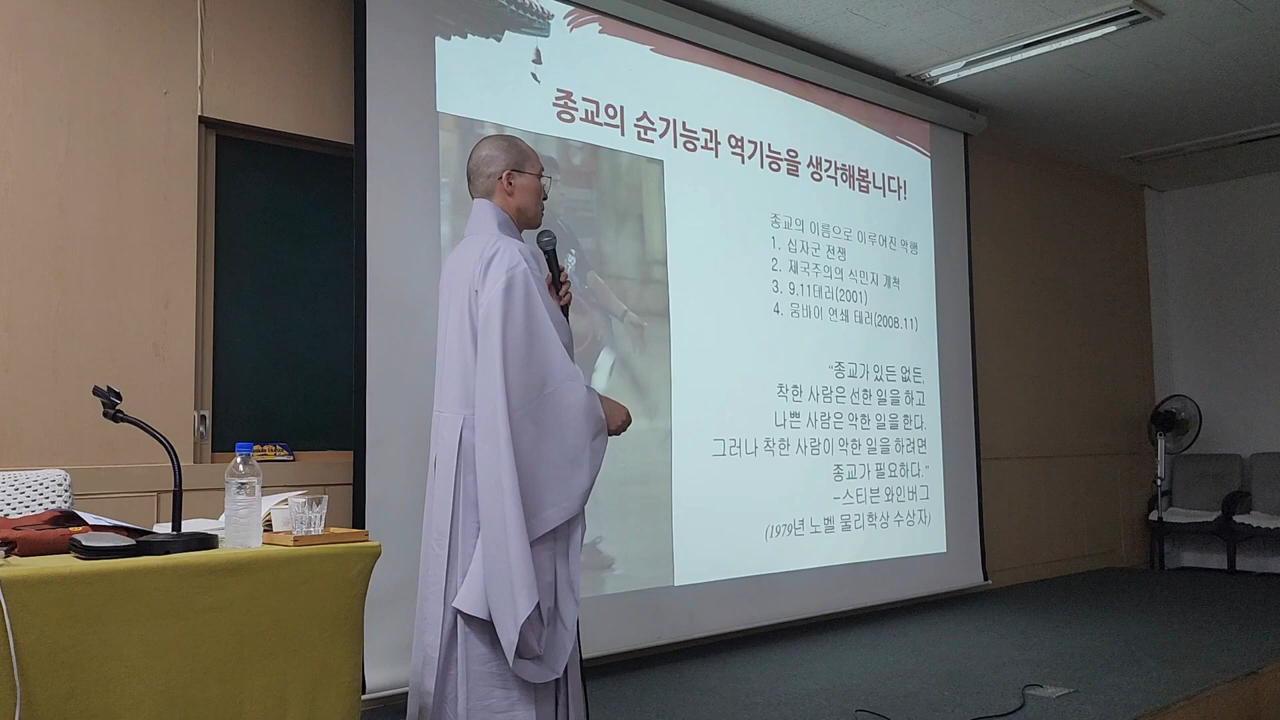 종교의 순기능과 역기능을 생각해봅니다!
종교의 이름으로 이루어진 악행
1. 십자군 전쟁
2. 제국주의의 식민지 개척
3. 9.11테러(2001)
4. 뭄바이 연쇄 테러(2008.11)
“종교가 있든 없든,
착한 사람은 선한 일을 하고
나쁜 사람은 악한 일을 한다.
그러나 착한 사람이 악한 일을 하려면
종교가 필요하다.”
-스티븐 와인버그
(1979년 노벨 물리학상 수상자)